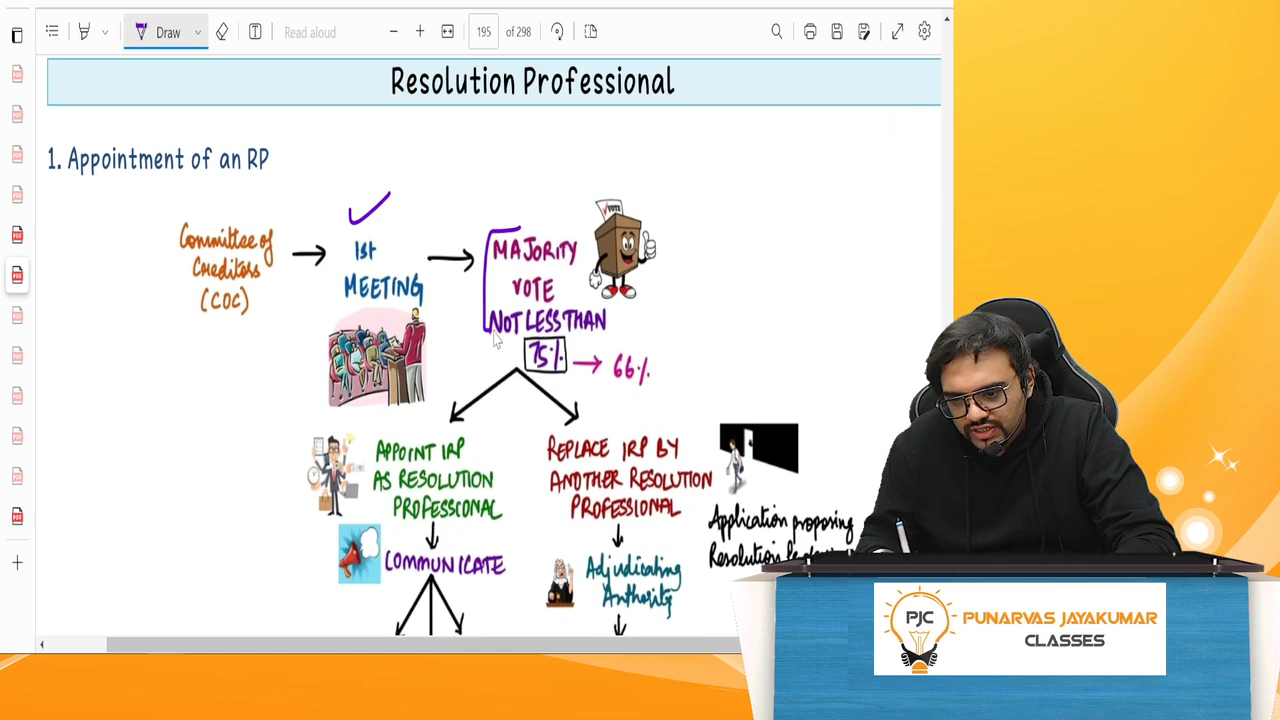 Draw
Read aloud
195
of 298
Resolution Professional
1. Appointment of an RP
Committee of
Creditors
(COC)
1st
MEETING
MAJORITY
VOTE
NOT LESS THAN
75%
66%
VOTE
APPOINT IRP
AS RESOLUTION
PROFESSIONAL
COMMUNICATE
REPLACE IRP BY
ANOTHER RESOLUTION
PROFESSIONAL
Adjudicating
Authority
Application proposing
Resolution
PJC
PUNARVAS JAYAKUMAR
CLASSES